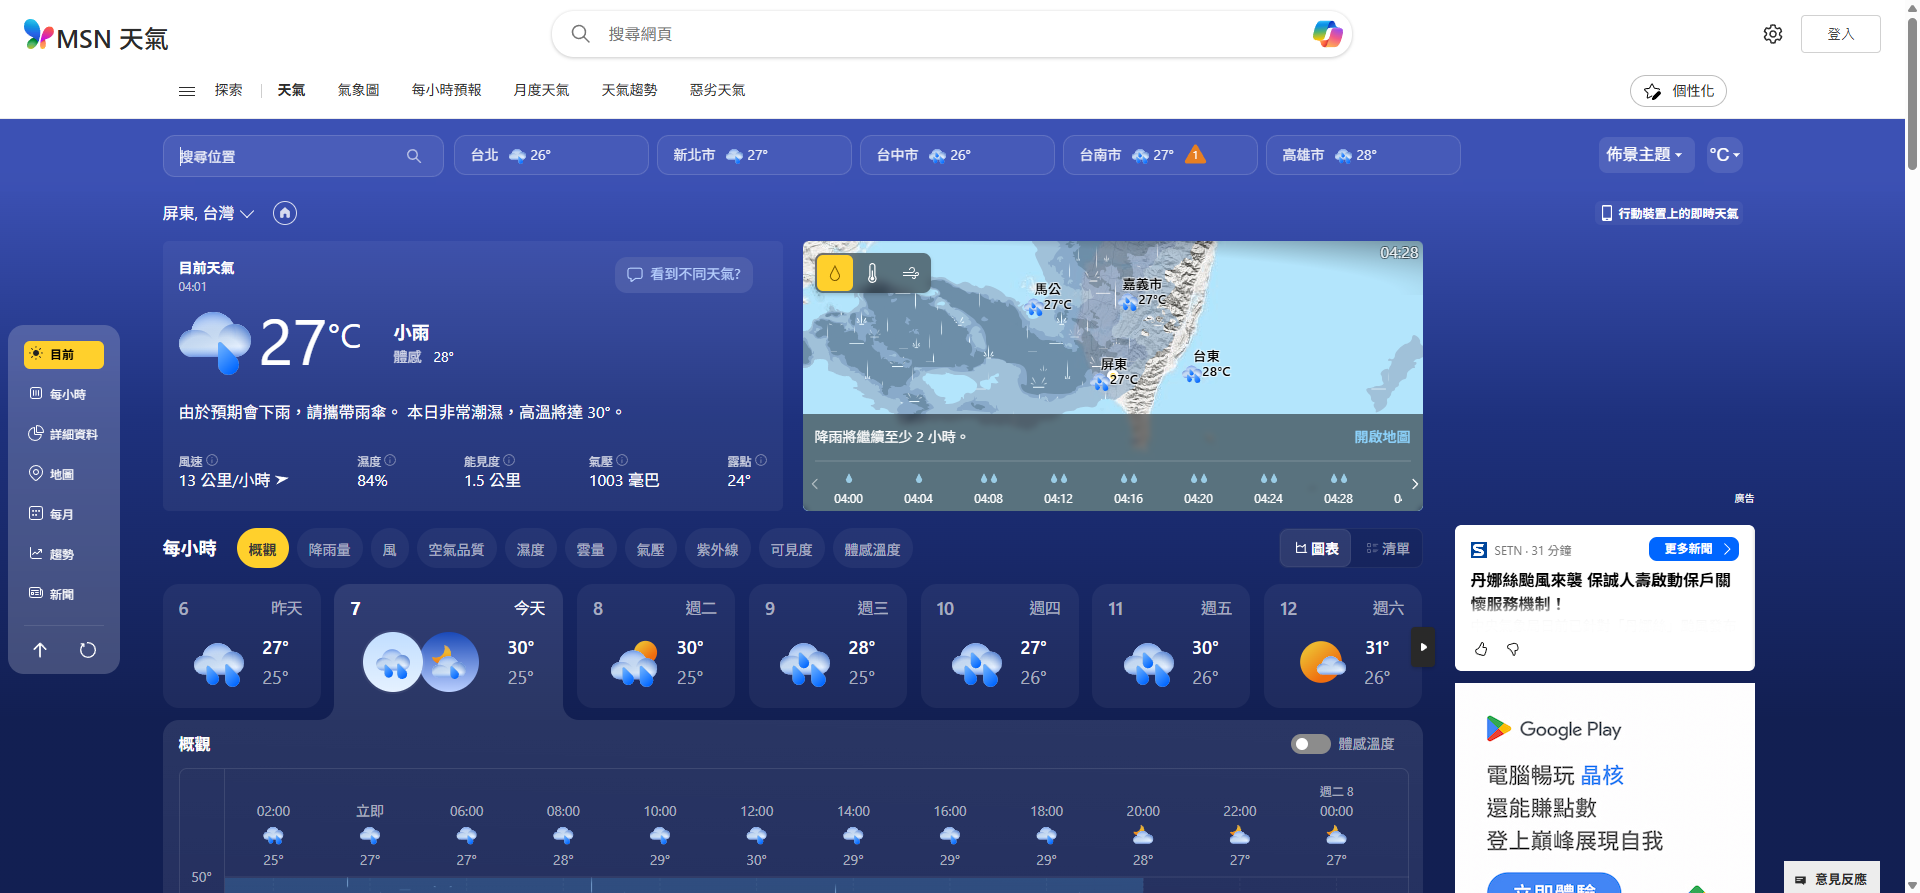 MSN 天氣
搜尋網頁
登入
探索
天氣
氣象圖
每小時預報
月度天氣
天氣趨勢
惡劣天氣
個性化
搜尋位置
台北 26°
新北市 27°
台中市 26°
台南市 27° 1
高雄市 28°
佈景主題
°C
屏東, 台灣
行動裝置上的即時天氣
目前天氣
04:01
看到不同天氣?
27°C
小雨
體感 28°
由於預期會下雨，請攜帶雨傘。 本日非常潮濕，高溫將達 30°。
風速
13 公里/小時
濕度
84%
能見度
1.5 公里
氣壓
1003 毫巴
露點
24°
04:28
馬公
27°C
嘉義市
27°C
屏東
27°C
台東
28°C
降雨將繼續至少 2 小時。
開啟地圖
04:00 04:04 04:08 04:12 04:16 04:20 04:24 04:28 0
目前
每小時
詳細資料
地圖
每月
趨勢
新聞
廣告
每小時
概觀
降雨量
風
空氣品質
濕度
雲量
氣壓
紫外線
可見度
體感溫度
圖表
清單
6 昨天
27°
25°
7 今天
30°
25°
8 週二
30°
25°
9 週三
28°
25°
10 週四
27°
26°
11 週五
30°
26°
12 週六
31°
26°
SETN · 31 分鐘
更多新聞
丹娜絲颱風來襲 保誠人壽啟動保戶關
懷服務機制！
概觀
體感溫度
週二 8
02:00 立即 06:00 08:00 10:00 12:00 14:00 16:00 18:00 20:00 22:00 00:00
25° 27° 27° 28° 29° 30° 29° 29° 29° 28° 27° 27°
50°
Google Play
電腦暢玩 晶核
還能賺點數
登上巔峰展現自我
立即體驗
意見反應